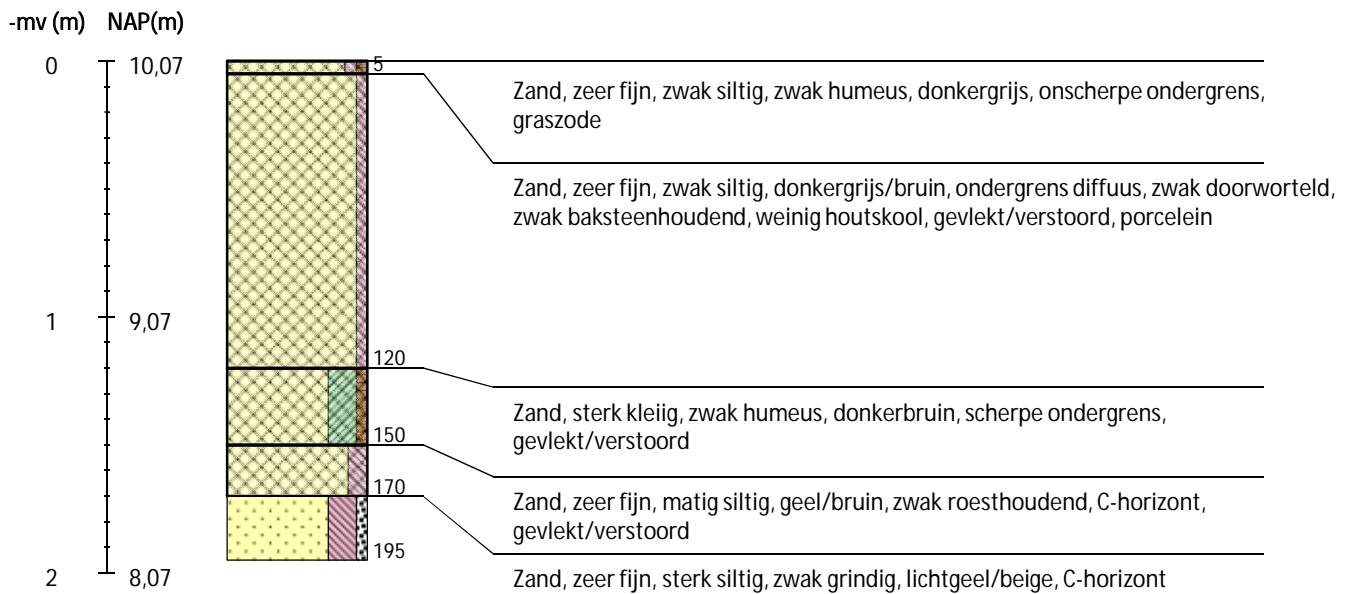 -mv (m) NAP(m)
0 10,07
5
Zand, zeer fijn, zwak siltig, zwak humeus, donkergrijs, onscherpe ondergrens,
graszode
Zand, zeer fijn, zwak siltig, donkergrijs/bruin, ondergrens diffuus, zwak doorworteld,
zwak baksteenhoudend, weinig houtskool, gevlekt/verstoord, porcelein
1 9,07
120
Zand, sterk kleiig, zwak humeus, donkerbruin, scherpe ondergrens,
gevlekt/verstoord
150
170
Zand, zeer fijn, matig siltig, geel/bruin, zwak roesthoudend, C-horizont,
gevlekt/verstoord
195
2 8,07
Zand, zeer fijn, sterk siltig, zwak grindig, lichtgeel/beige, C-horizont